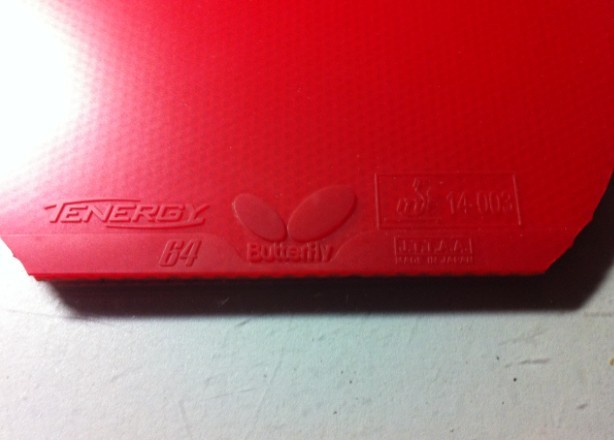 TENERGY
64
Butterfly
14-003
J.T.T.A.A.
MADE IN JAPAN